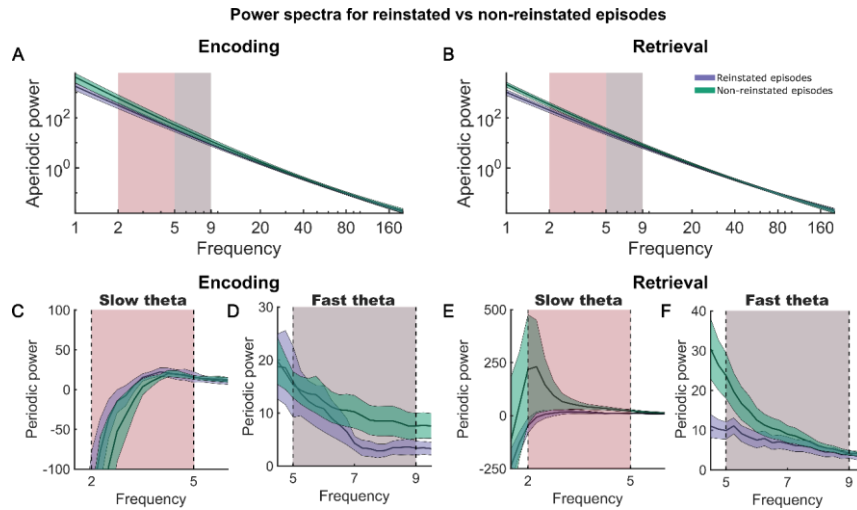 Power spectra for reinstated vs non-reinstated episodes
Encoding
Retrieval
A
B
Aperiodic power
10²
10⁰
1 2 5 9 20 40 80 160
Frequency
Aperiodic power
10²
10⁰
1 2 5 9 20 40 80 160
Frequency
Reinstated episodes
Non-reinstated episodes
Encoding
Retrieval
C
Slow theta
D
Fast theta
E
Slow theta
F
Fast theta
Periodic power
100
50
0
-50
-100
2 5
Frequency
Periodic power
30
20
10
0
5 7 9
Frequency
Periodic power
500
250
0
-250
2 5
Frequency
Periodic power
40
30
20
10
0
5 7 9
Frequency